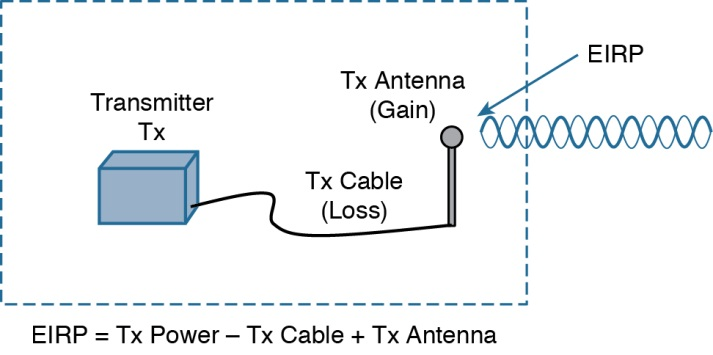 EIRP
Tx Antenna
(Gain)
Transmitter
Tx
Tx Cable
(Loss)
EIRP = Tx Power – Tx Cable + Tx Antenna